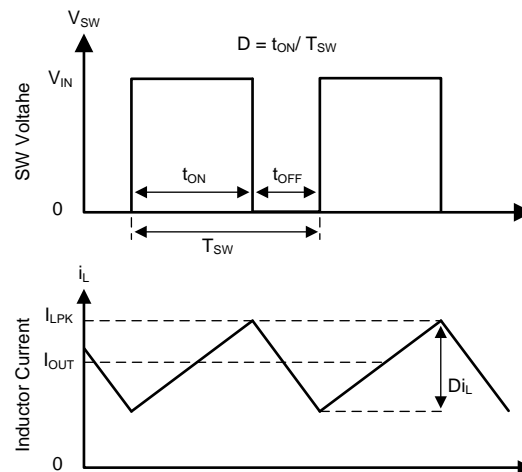 V_SW
D = t_ON/ T_SW
V_IN
SW Voltahe
t_ON
t_OFF
0
T_SW
i_L
I_LPK
I_OUT
Inductor Current
Di_L
0